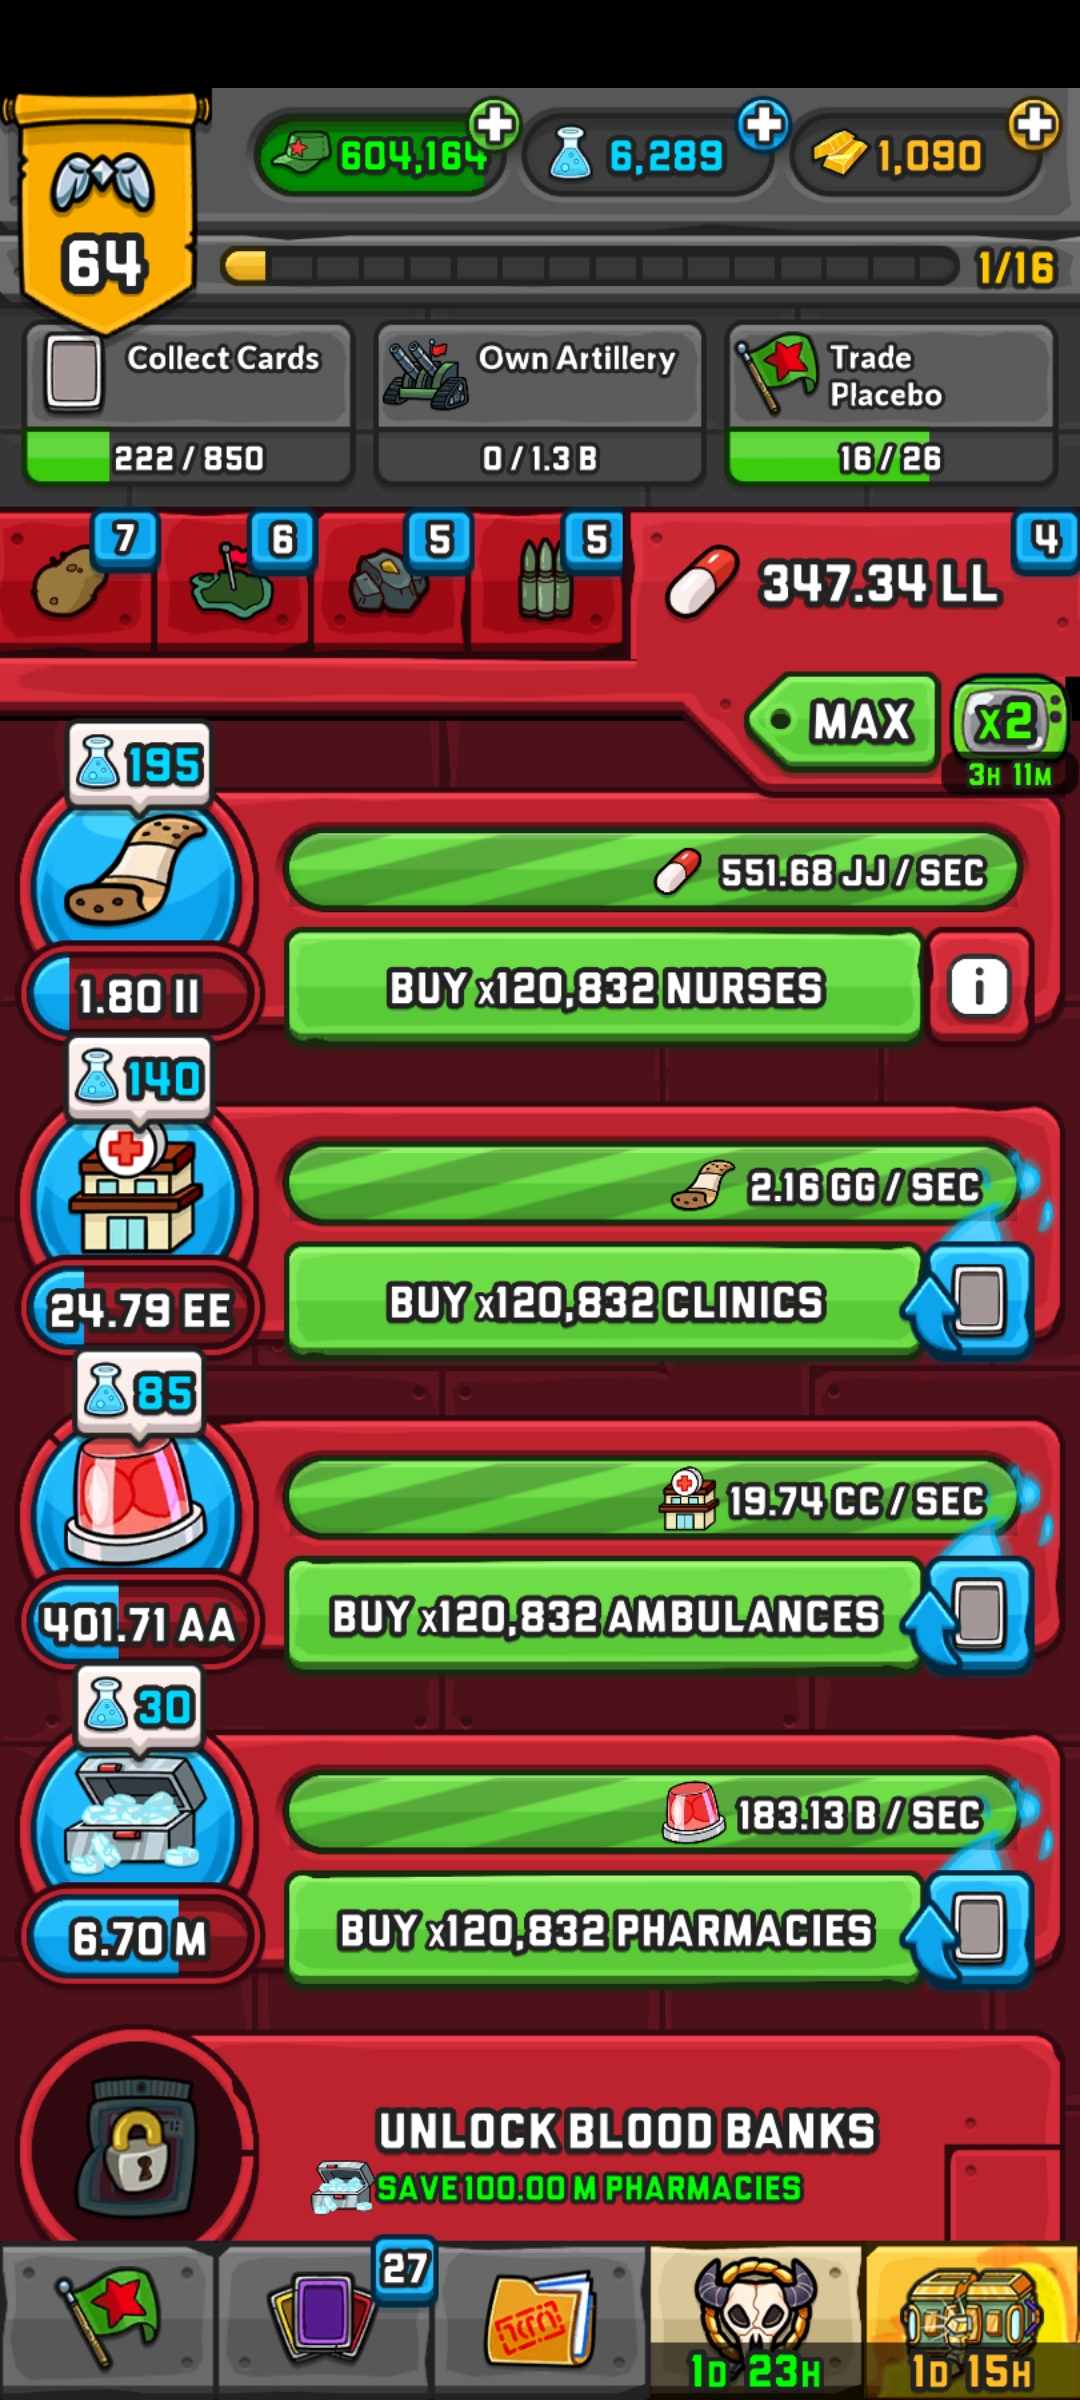 64
604,164
6,289
1,090
1/16
Collect Cards
222 / 850
Own Artillery
0 / 1.3 B
Trade
Placebo
16 / 26
7
6
5
5
4
347.34 LL
MAX
x2
3H 11M
195
551.68 JJ / SEC
1.80 II
BUY x120,832 NURSES
i
140
2.16 GG / SEC
24.79 EE
BUY x120,832 CLINICS
85
19.74 CC / SEC
401.71 AA
BUY x120,832 AMBULANCES
30
183.13 B / SEC
6.70 M
BUY x120,832 PHARMACIES
UNLOCK BLOOD BANKS
SAVE 100.00 M PHARMACIES
27
1D 23H
1D 15H